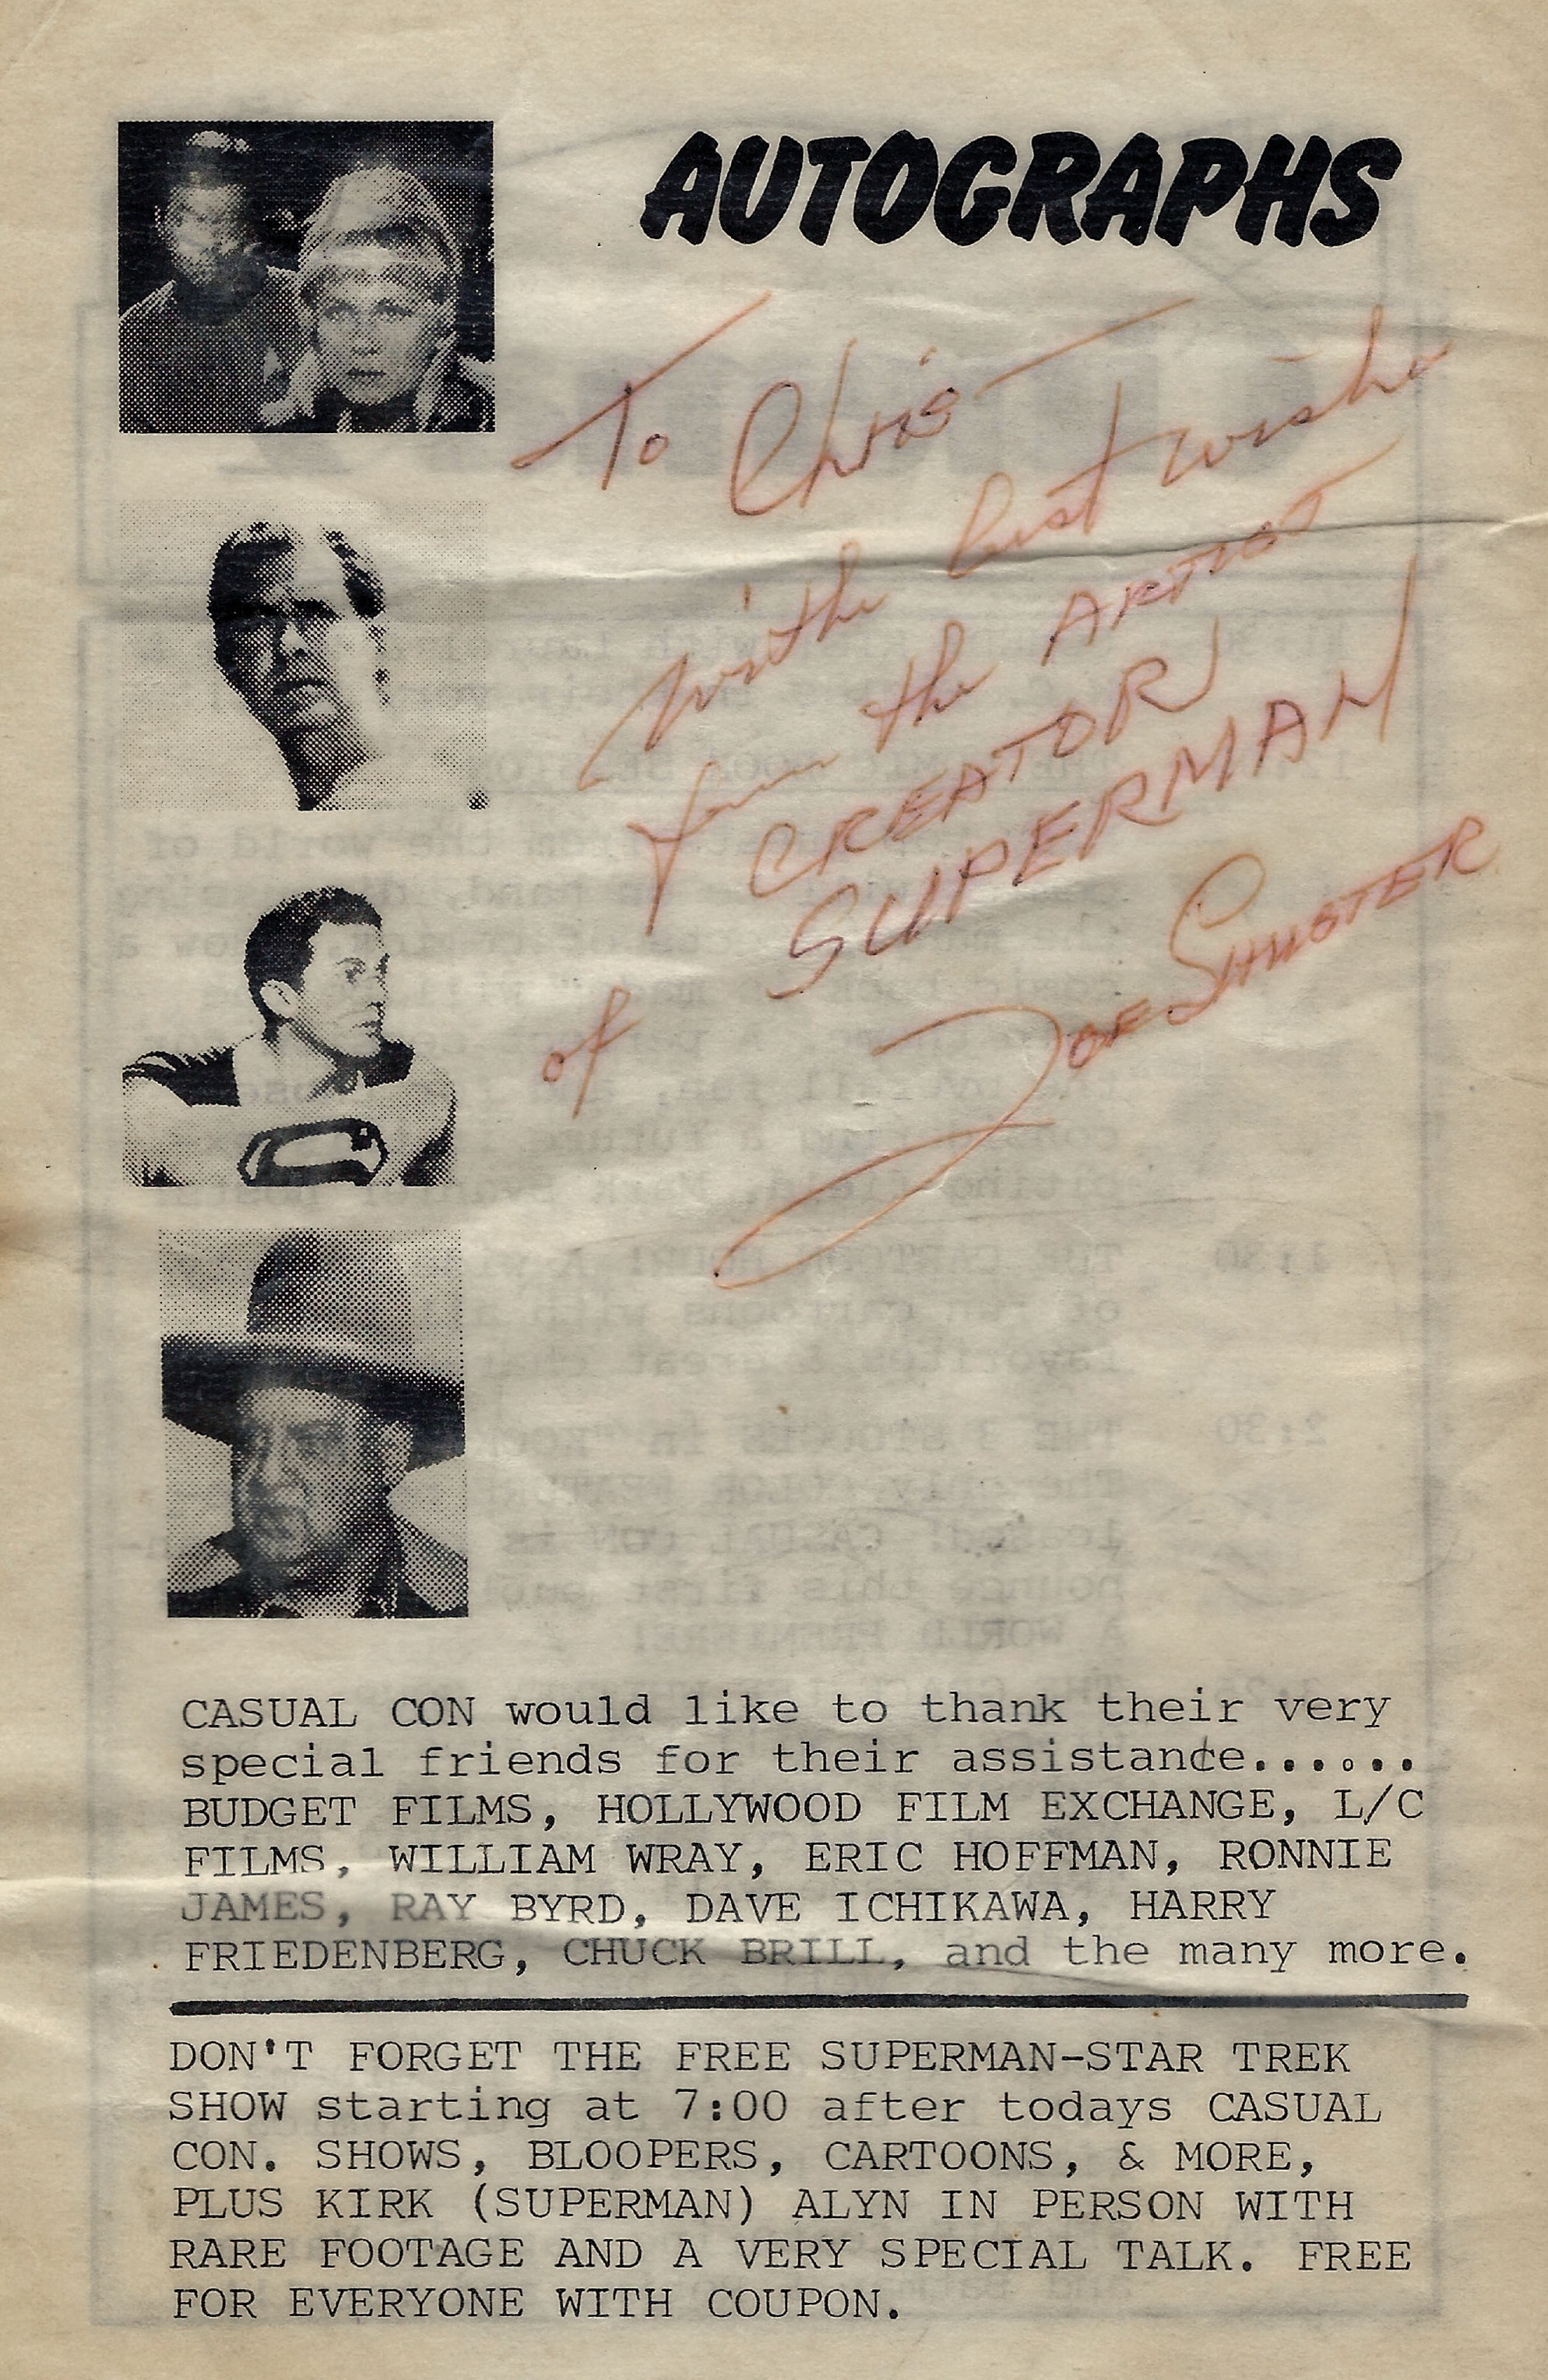 AUTOGRAPHS
To Chris
with best wishes
from the ARTIST
CREATOR
of SUPERMAN
JOE SHUSTER
CASUAL CON would like to thank their very
special friends for their assistance......
BUDGET FILMS, HOLLYWOOD FILM EXCHANGE, L/C
FILMS, WILLIAM WRAY, ERIC HOFFMAN, RONNIE
JAMES, RAY BYRD, DAVE ICHIKAWA, HARRY
FRIEDENBERG, CHUCK BRILL, and the many more.
DON'T FORGET THE FREE SUPERMAN-STAR TREK
SHOW starting at 7:00 after todays CASUAL
CON. SHOWS, BLOOPERS, CARTOONS, & MORE,
PLUS KIRK (SUPERMAN) ALYN IN PERSON WITH
RARE FOOTAGE AND A VERY SPECIAL TALK. FREE
FOR EVERYONE WITH COUPON.